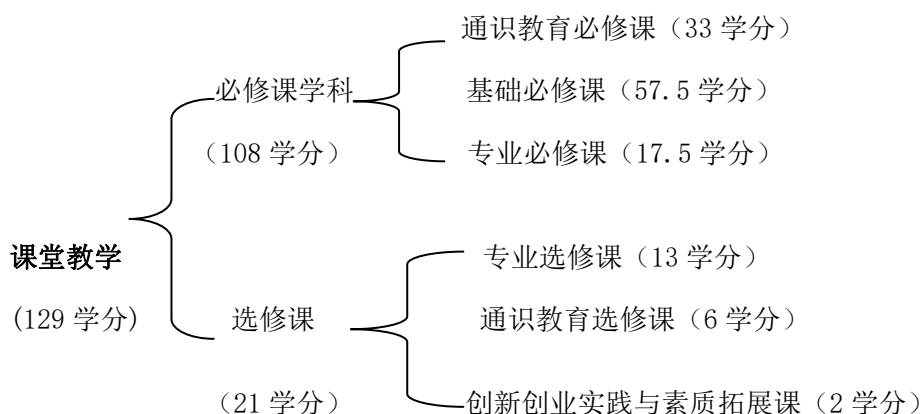 通识教育必修课（33 学分）
必修课学科
基础必修课（57.5 学分）
（108 学分）
专业必修课（17.5 学分）
课堂教学
专业选修课（13 学分）
(129 学分)
选修课
通识教育选修课（6 学分）
（21 学分）
创新创业实践与素质拓展课（2 学分）